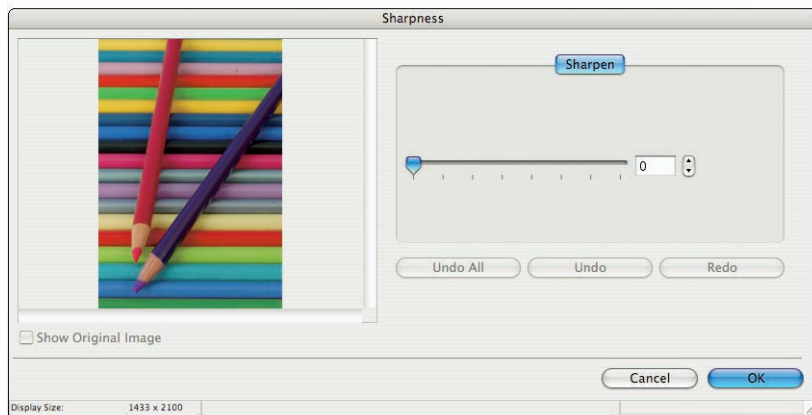 Sharpness
Sharpen
0
Undo All Undo Redo
Show Original Image
Cancel OK
Display Size: 1433 x 2100